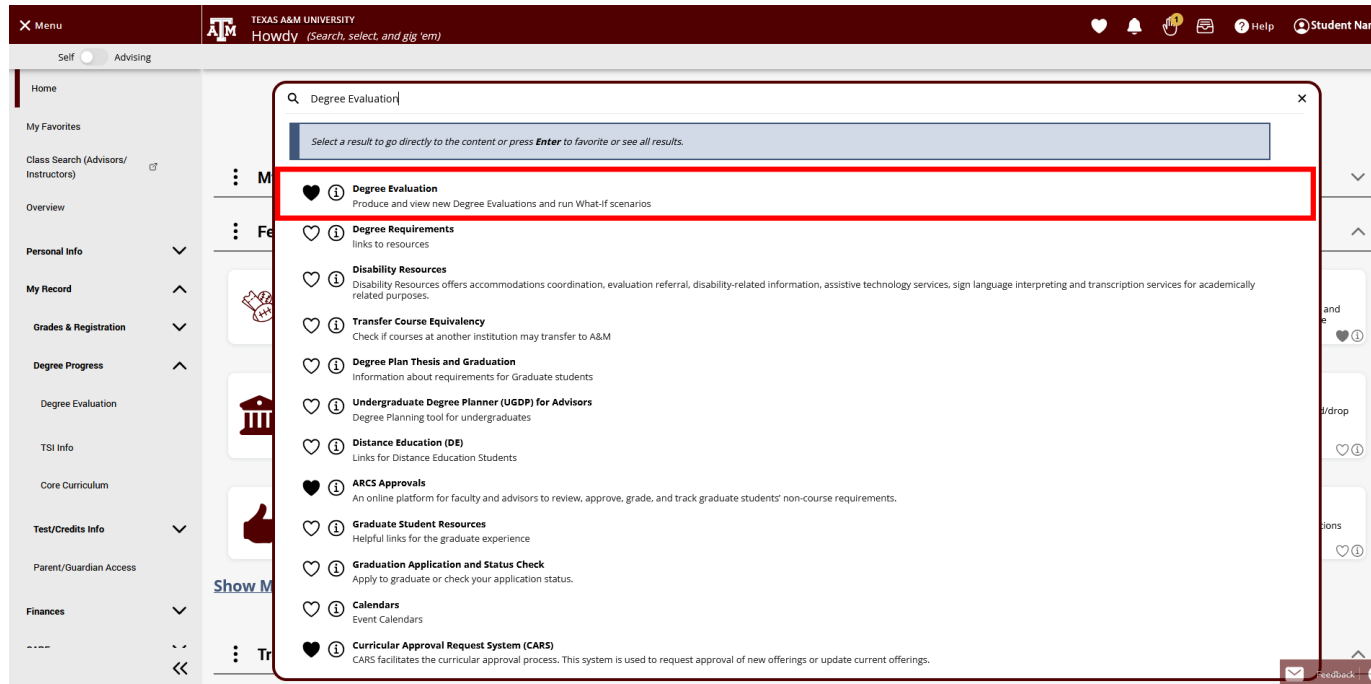 Menu
TEXAS A&M UNIVERSITY
Howdy (Search, select, and gig 'em)
1
Help
Student Nar
Self Advising
Home
My Favorites
Class Search (Advisors/
Instructors)
Overview
Personal Info
My Record
Grades & Registration
Degree Progress
Degree Evaluation
TSI Info
Core Curriculum
Test/Credits Info
Parent/Guardian Access
Finances
Degree Evaluation
Select a result to go directly to the content or press Enter to favorite or see all results.
Degree Evaluation
Produce and view new Degree Evaluations and run What-If scenarios
Degree Requirements
links to resources
Disability Resources
Disability Resources offers accommodations coordination, evaluation referral, disability-related information, assistive technology services, sign language interpreting and transcription services for academically
related purposes.
Transfer Course Equivalency
Check if courses at another institution may transfer to A&M
Degree Plan Thesis and Graduation
Information about requirements for Graduate students
Undergraduate Degree Planner (UGDP) for Advisors
Degree Planning tool for undergraduates
Distance Education (DE)
Links for Distance Education Students
ARCS Approvals
An online platform for faculty and advisors to review, approve, grade, and track graduate students' non-course requirements.
Graduate Student Resources
Helpful links for the graduate experience
Graduation Application and Status Check
Apply to graduate or check your application status.
Calendars
Event Calendars
Curricular Approval Request System (CARS)
CARS facilitates the curricular approval process. This system is used to request approval of new offerings or update current offerings.
M
Fe
Show M
Tr
and
e
d/drop
tions
Feedback